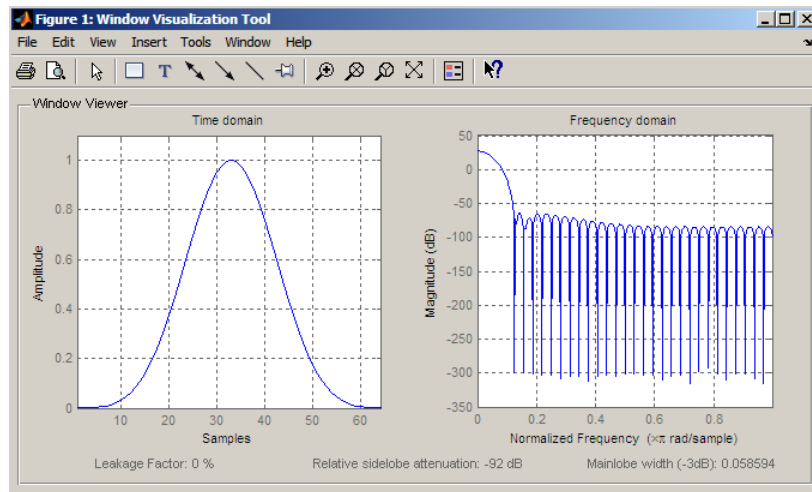 Figure 1: Window Visualization Tool
File Edit View Insert Tools Window Help
T
Window Viewer
Time domain
Amplitude
1
0.8
0.6
0.4
0.2
0
10 20 30 40 50 60
Samples
Frequency domain
Magnitude (dB)
50
0
-50
-100
-150
-200
-250
-300
-350
0 0.2 0.4 0.6 0.8
Normalized Frequency (×π rad/sample)
Leakage Factor: 0 % Relative sidelobe attenuation: -92 dB Mainlobe width (-3dB): 0.058594